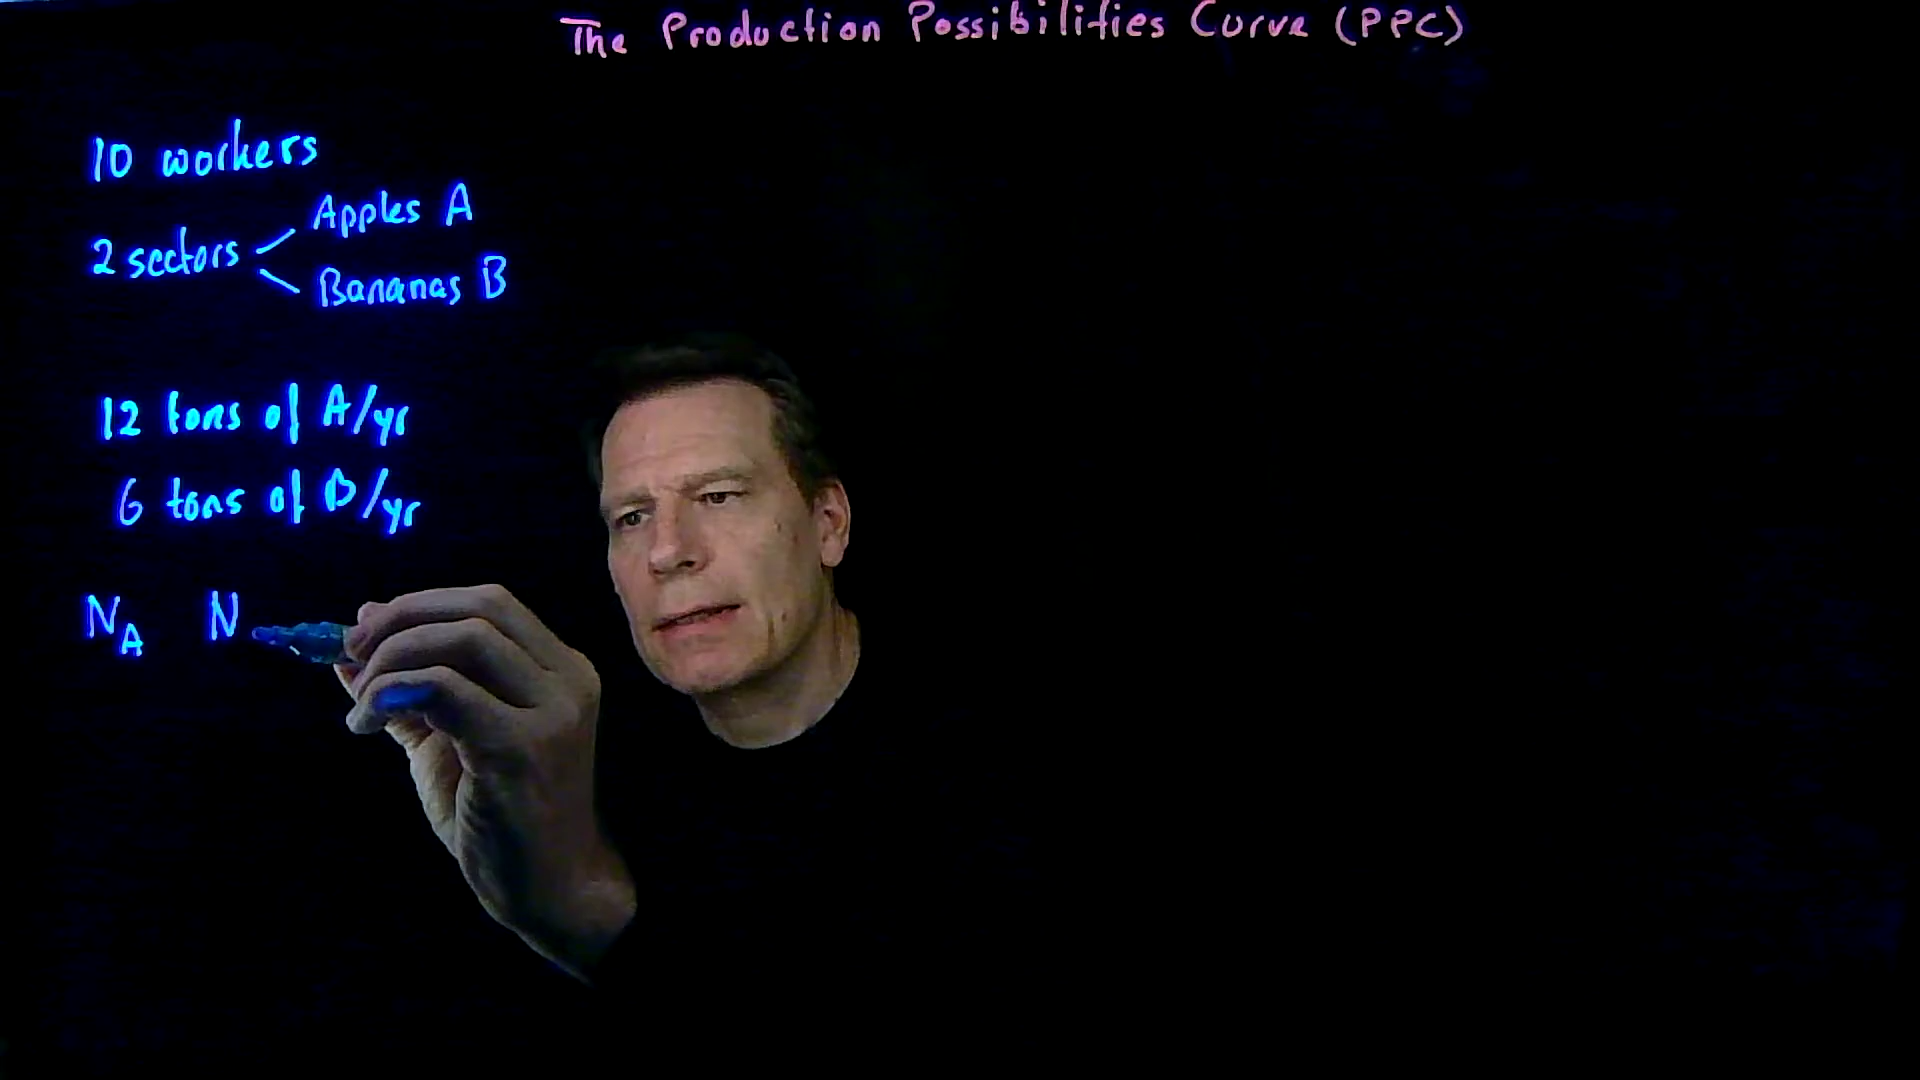 The Production Possibilities Curve (PPC)
10 workers
2 sectors
Apples A
Bananas B
12 tons of A/yr
6 tons of B/yr
N_A N